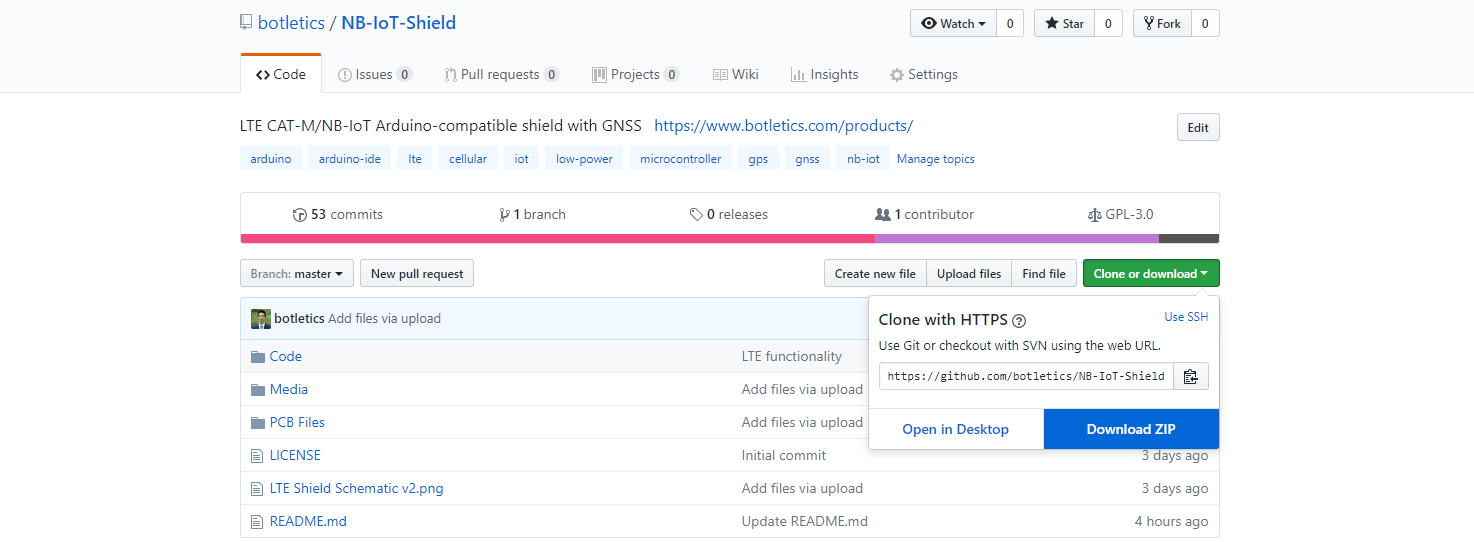 botletics / NB-IoT-Shield Watch 0 Star 0 Fork 0
Code Issues 0 Pull requests 0 Projects 0 Wiki Insights Settings
LTE CAT-M/NB-IoT Arduino-compatible shield with GNSS https://www.botletics.com/products/ Edit
arduino arduino-ide lte cellular iot low-power microcontroller gps gnss nb-iot Manage topics
53 commits 1 branch 0 releases 1 contributor GPL-3.0
Branch: master New pull request Create new file Upload files Find file Clone or download
botletics Add files via upload
Clone with HTTPS Use SSH
Use Git or checkout with SVN using the web URL.
https://github.com/botletics/NB-IoT-Shield
Open in Desktop Download ZIP
Code LTE functionality
Media Add files via upload
PCB Files Add files via upload
LICENSE Initial commit 3 days ago
LTE Shield Schematic v2.png Add files via upload 3 days ago
README.md Update README.md 4 hours ago